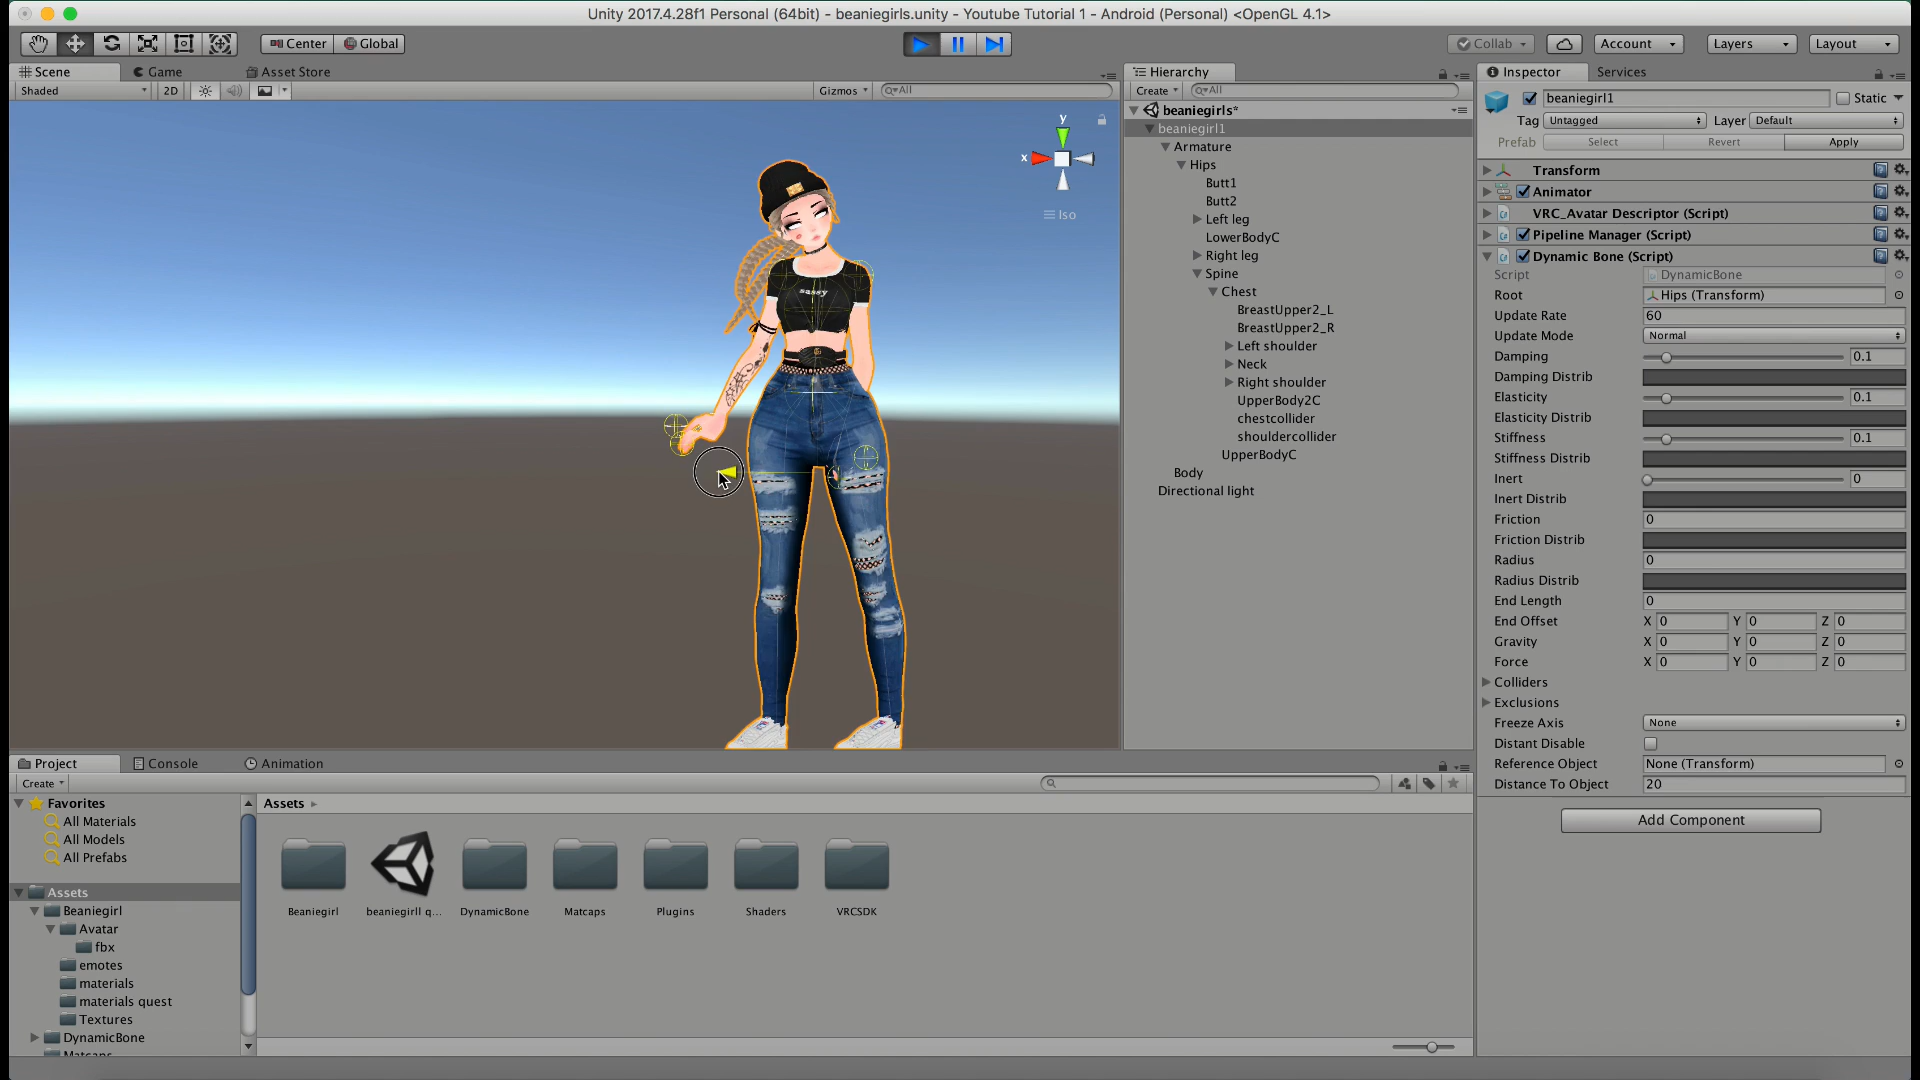 Unity 2017.4.28f1 Personal (64bit) - beaniegirls.unity - Youtube Tutorial 1 - Android (Personal) <OpenGL 4.1>
Center Global Collab Account Layers Layout
Scene Game Asset Store
Shaded 2D Gizmos All
y
x
Iso
sassy
Hierarchy
Create All
beaniegirls*
beaniegirl1
Armature
Hips
Butt1
Butt2
Left leg
LowerBodyC
Right leg
Spine
Chest
BreastUpper2_L
BreastUpper2_R
Left shoulder
Neck
Right shoulder
UpperBody2C
chestcollider
shouldercollider
UpperBodyC
Body
Directional light
Inspector Services
beaniegirl1 Static
Tag Untagged Layer Default
Prefab Select Revert Apply
Transform
Animator
VRC_Avatar Descriptor (Script)
Pipeline Manager (Script)
Dynamic Bone (Script)
Script DynamicBone
Root Hips (Transform)
Update Rate 60
Update Mode Normal
Damping 0.1
Damping Distrib
Elasticity 0.1
Elasticity Distrib
Stiffness 0.1
Stiffness Distrib
Inert 0
Inert Distrib
Friction 0
Friction Distrib
Radius 0
Radius Distrib
End Length 0
End Offset X 0 Y 0 Z 0
Gravity X 0 Y 0 Z 0
Force X 0 Y 0 Z 0
Colliders
Exclusions
Freeze Axis None
Distant Disable
Reference Object None (Transform)
Distance To Object 20
Add Component
Project Console Animation
Create
Favorites
All Materials
All Models
All Prefabs
Assets
Beaniegirl
Avatar
fbx
emotes
materials
materials quest
Textures
DynamicBone
Matcaps
Assets
Beaniegirl beaniegirll q... DynamicBone Matcaps Plugins Shaders VRCSDK